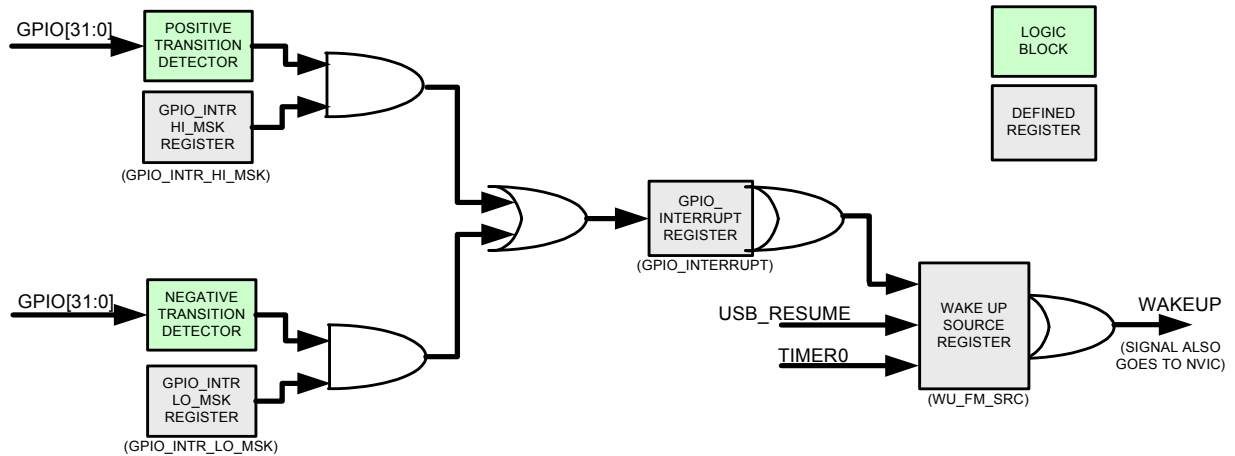 GPIO[31:0]
POSITIVE
TRANSITION
DETECTOR
GPIO_INTR
HI_MSK
REGISTER
(GPIO_INTR_HI_MSK)
LOGIC
BLOCK
DEFINED
REGISTER
GPIO_
INTERRUPT
REGISTER
(GPIO_INTERRUPT)
GPIO[31:0]
NEGATIVE
TRANSITION
DETECTOR
GPIO_INTR
LO_MSK
REGISTER
(GPIO_INTR_LO_MSK)
USB_RESUME
TIMER0
WAKE UP
SOURCE
REGISTER
(WU_FM_SRC)
WAKEUP
(SIGNAL ALSO
GOES TO NVIC)